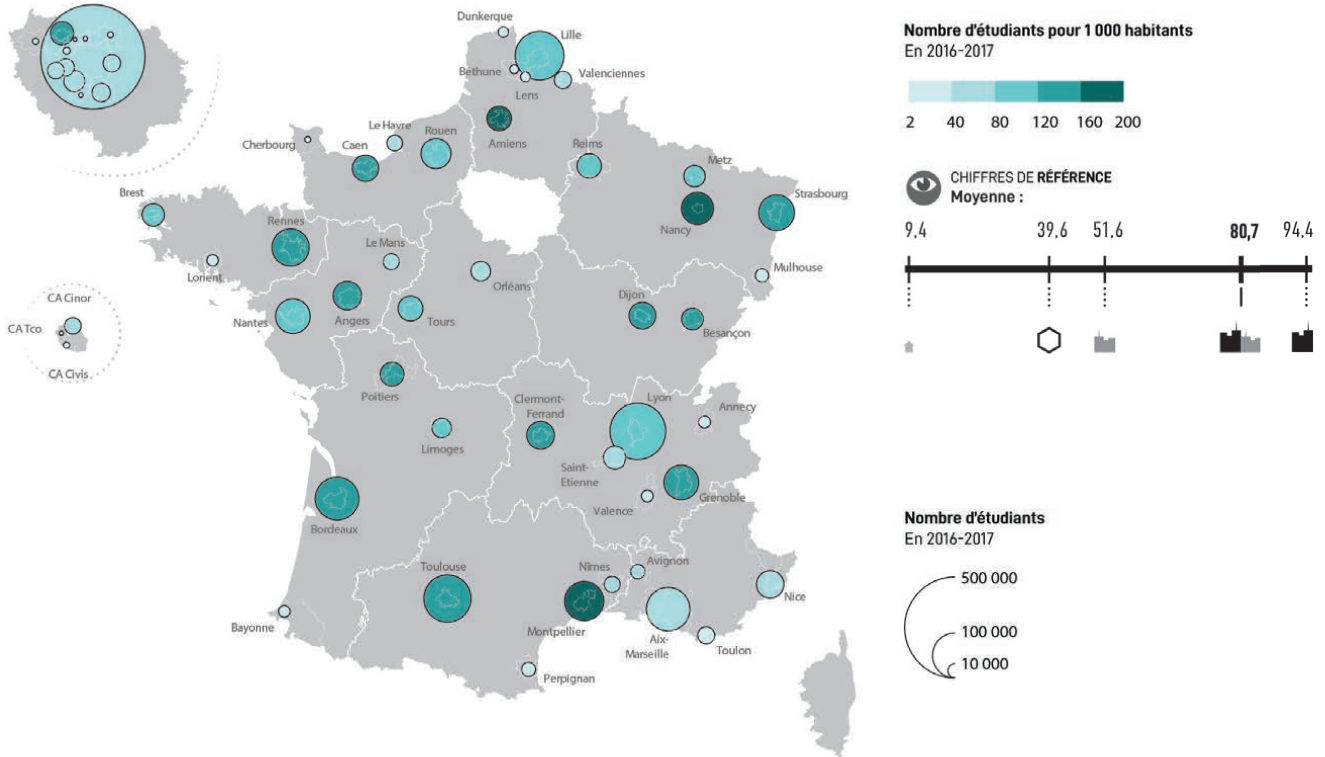 Dunkerque
Lille
Béthune
Valenciennes
Lens
Le Havre
Rouen
Amiens
Cherbourg
Caen
Reims
Metz
Strasbourg
Brest
Rennes
Nancy
Le Mans
Lorient
Mulhouse
Orléans
CA Cinor
Dijon
CA Tco
Nantes
Angers
Tours
Besançon
CA Civis
Poitiers
Clermont-
Ferrand
Lyon
Annecy
Limoges
Saint-
Etienne
Grenoble
Valence
Bordeaux
Toulouse
Nîmes
Avignon
Nice
Bayonne
Montpellier
Aix-
Marseille
Toulon
Perpignan
Nombre d'étudiants pour 1 000 habitants
En 2016-2017
2 40 80 120 160 200
CHIFFRES DE RÉFÉRENCE
Moyenne :
9,4 39,6 51,6 80,7 94,4
Nombre d'étudiants
En 2016-2017
500 000
100 000
10 000